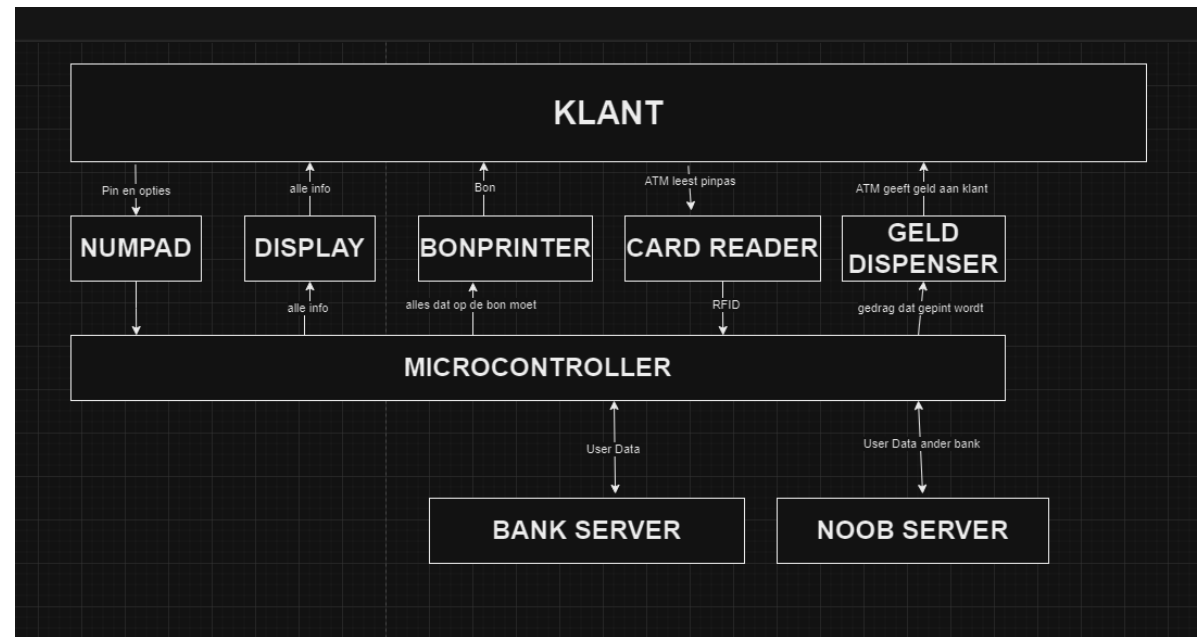 KLANT
Pin en opties
alle info
Bon
ATM leest pinpas
ATM geeft geld aan klant
NUMPAD
DISPLAY
BONPRINTER
CARD READER
GELD
DISPENSER
alle info
alles dat op de bon moet
RFID
gedrag dat gepint wordt
MICROCONTROLLER
User Data
User Data ander bank
BANK SERVER
NOOB SERVER